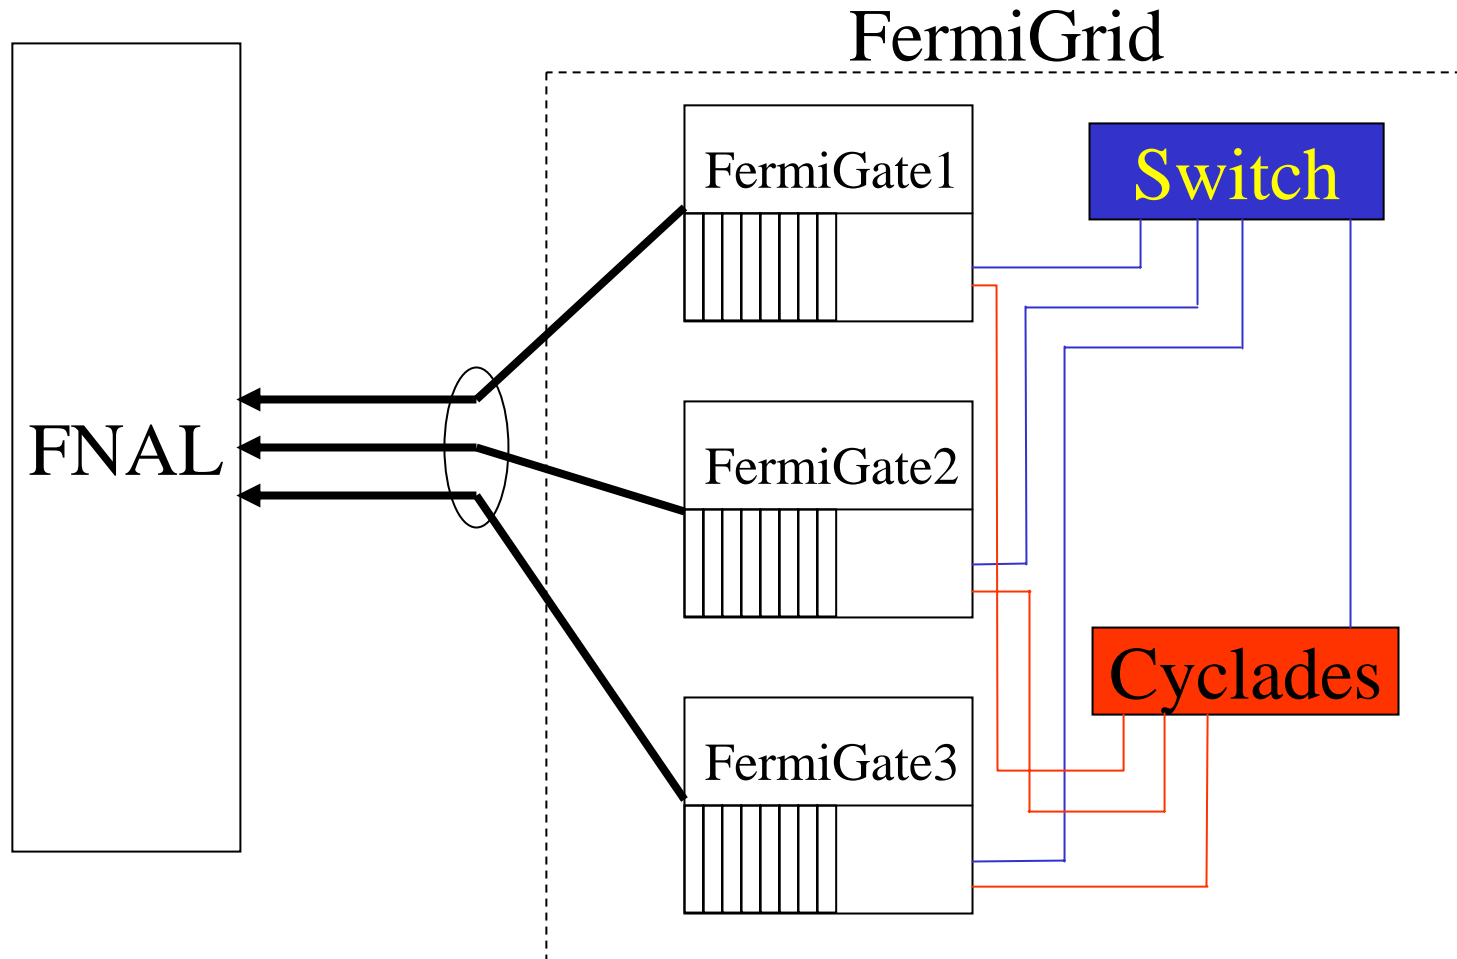 FermiGrid
FermiGate1
Switch
FNAL
FermiGate2
Cyclades
FermiGate3